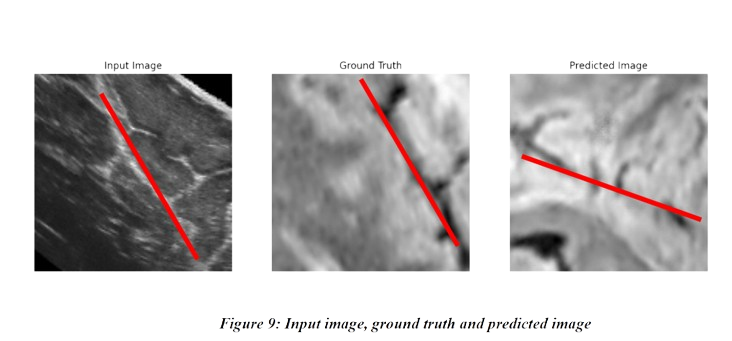 Input Image
Ground Truth
Predicted Image
Figure 9: Input image, ground truth and predicted image